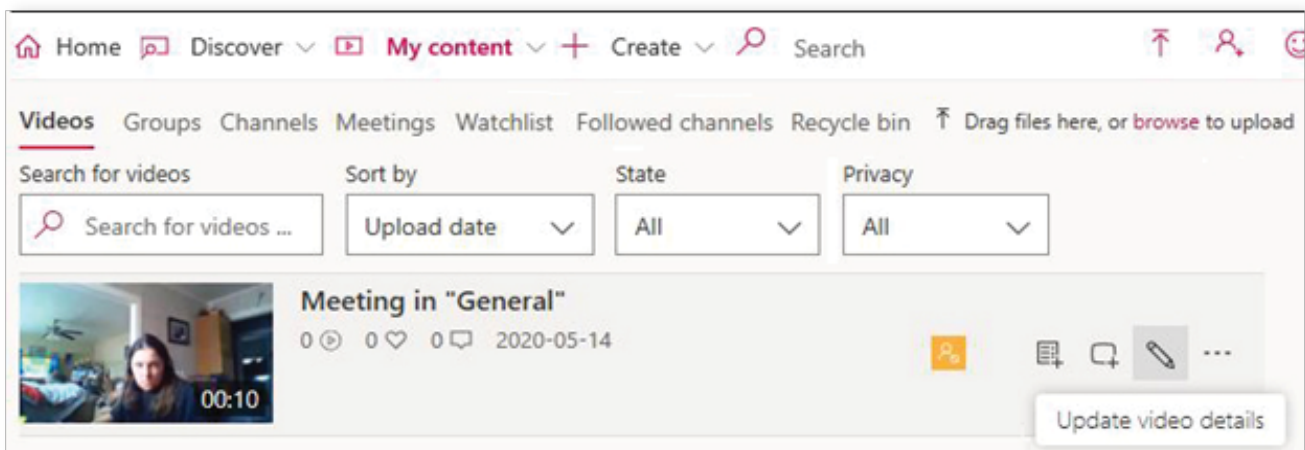 Home Discover My content Create Search
Videos Groups Channels Meetings Watchlist Followed channels Recycle bin Drag files here, or browse to upload
Search for videos Sort by State Privacy
Search for videos ... Upload date All All
Meeting in "General"
0 0 0 2020-05-14
00:10
Update video details